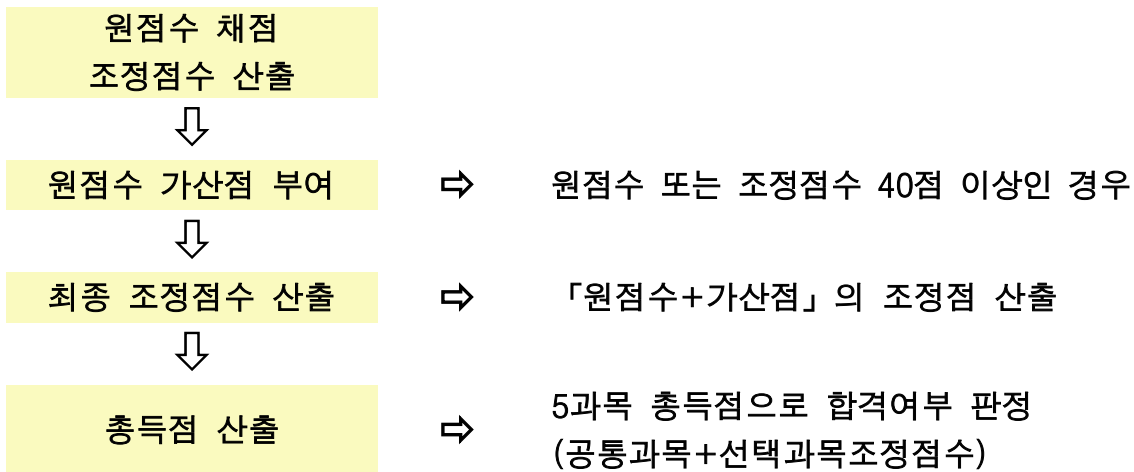 원점수 채점
조정점수 산출
원점수 가산점 부여
원점수 또는 조정점수 40점 이상인 경우
최종 조정점수 산출
「원점수+가산점」의 조정점 산출
총득점 산출
5과목 총득점으로 합격여부 판정
(공통과목+선택과목조정점수)